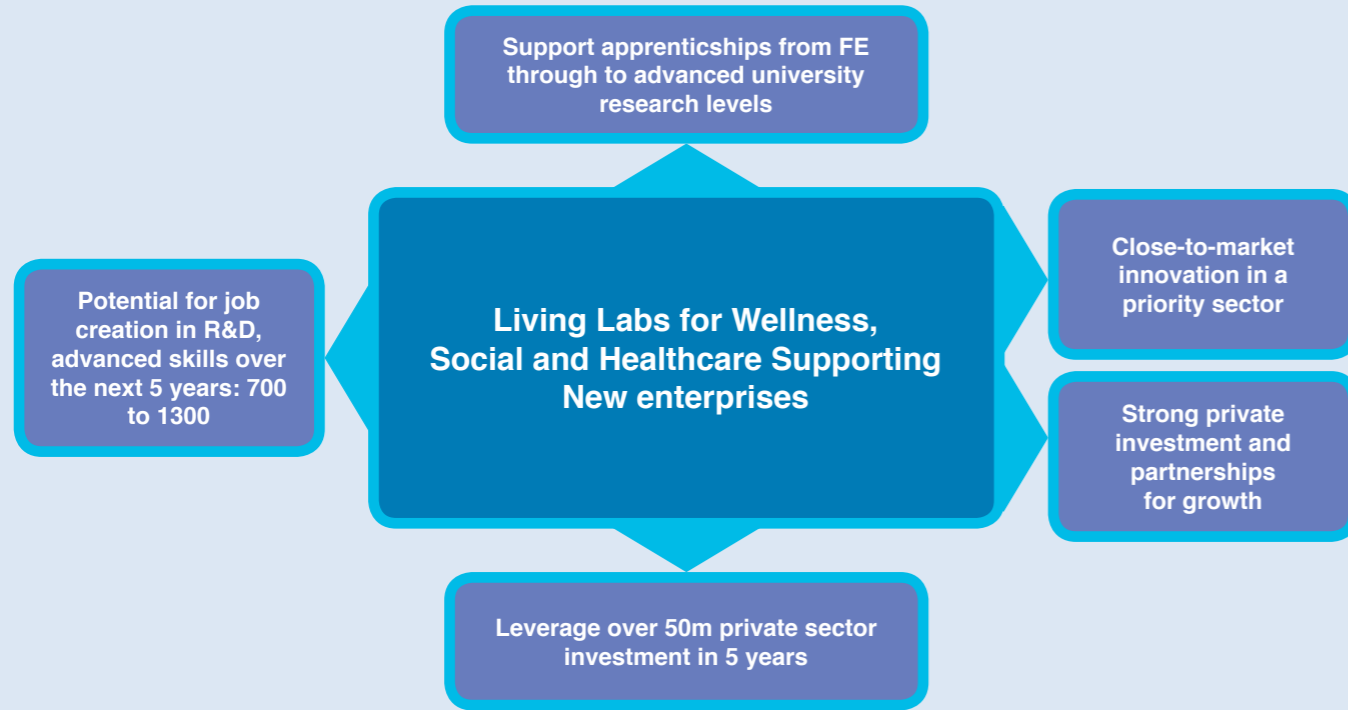 Support apprenticships from FE
through to advanced university
research levels
Potential for job
creation in R&D,
advanced skills over
the next 5 years: 700
to 1300
Living Labs for Wellness,
Social and Healthcare Supporting
New enterprises
Close-to-market
innovation in a
priority sector
Strong private
investment and
partnerships
for growth
Leverage over 50m private sector
investment in 5 years